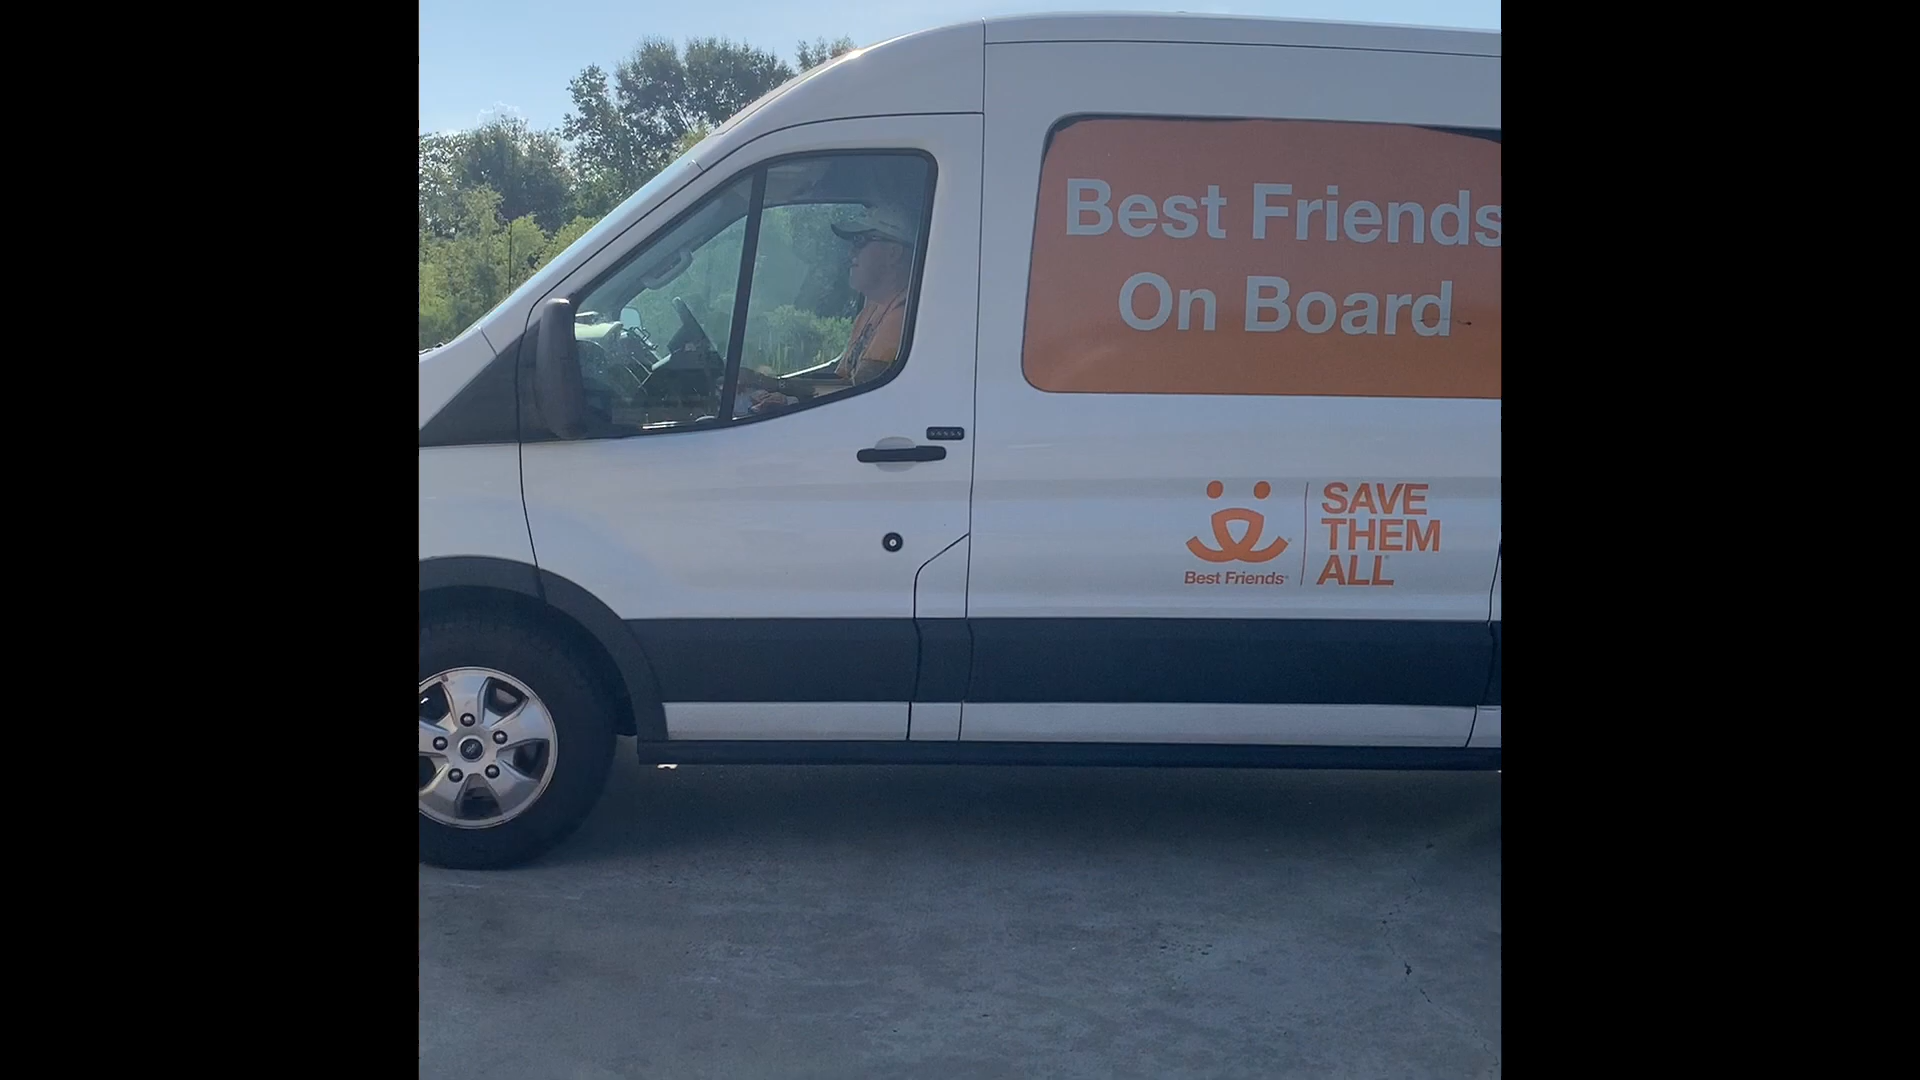 Best Friends
On Board
SAVE
THEM
ALL
Best Friends